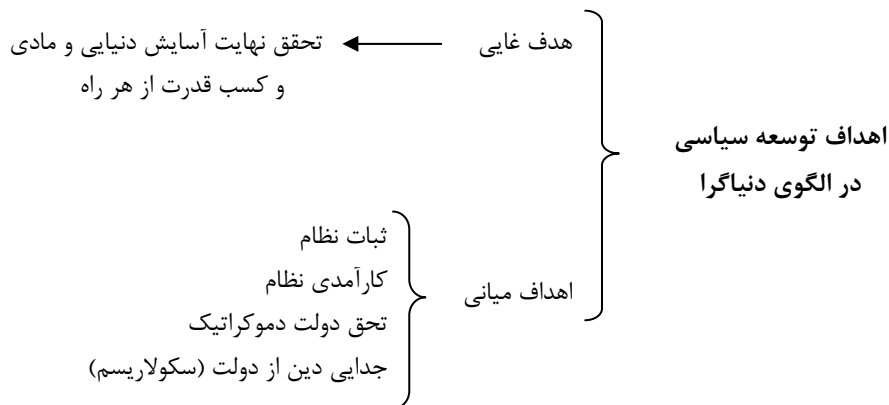 اهداف توسعه سیاسی
در الگوی دنیاگرا
هدف غایی
تحقق نهایت آسایش دنیایی و مادی
و کسب قدرت از هر راه
اهداف میانی
ثبات نظام
کارآمدی نظام
تحق دولت دموکراتیک
جدایی دین از دولت (سکولاریسم)